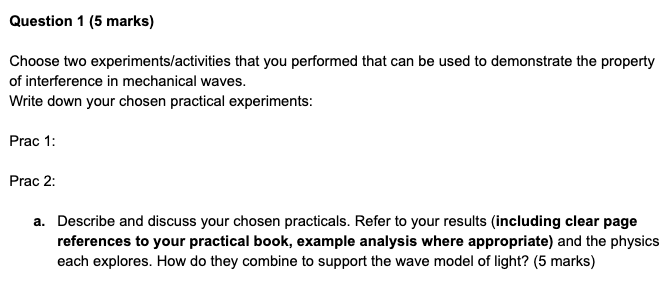 Question 1 (5 marks)
Choose two experiments/activities that you performed that can be used to demonstrate the property
of interference in mechanical waves.
Write down your chosen practical experiments:
Prac 1:
Prac 2:
a. Describe and discuss your chosen practicals. Refer to your results (including clear page
references to your practical book, example analysis where appropriate) and the physics
each explores. How do they combine to support the wave model of light? (5 marks)